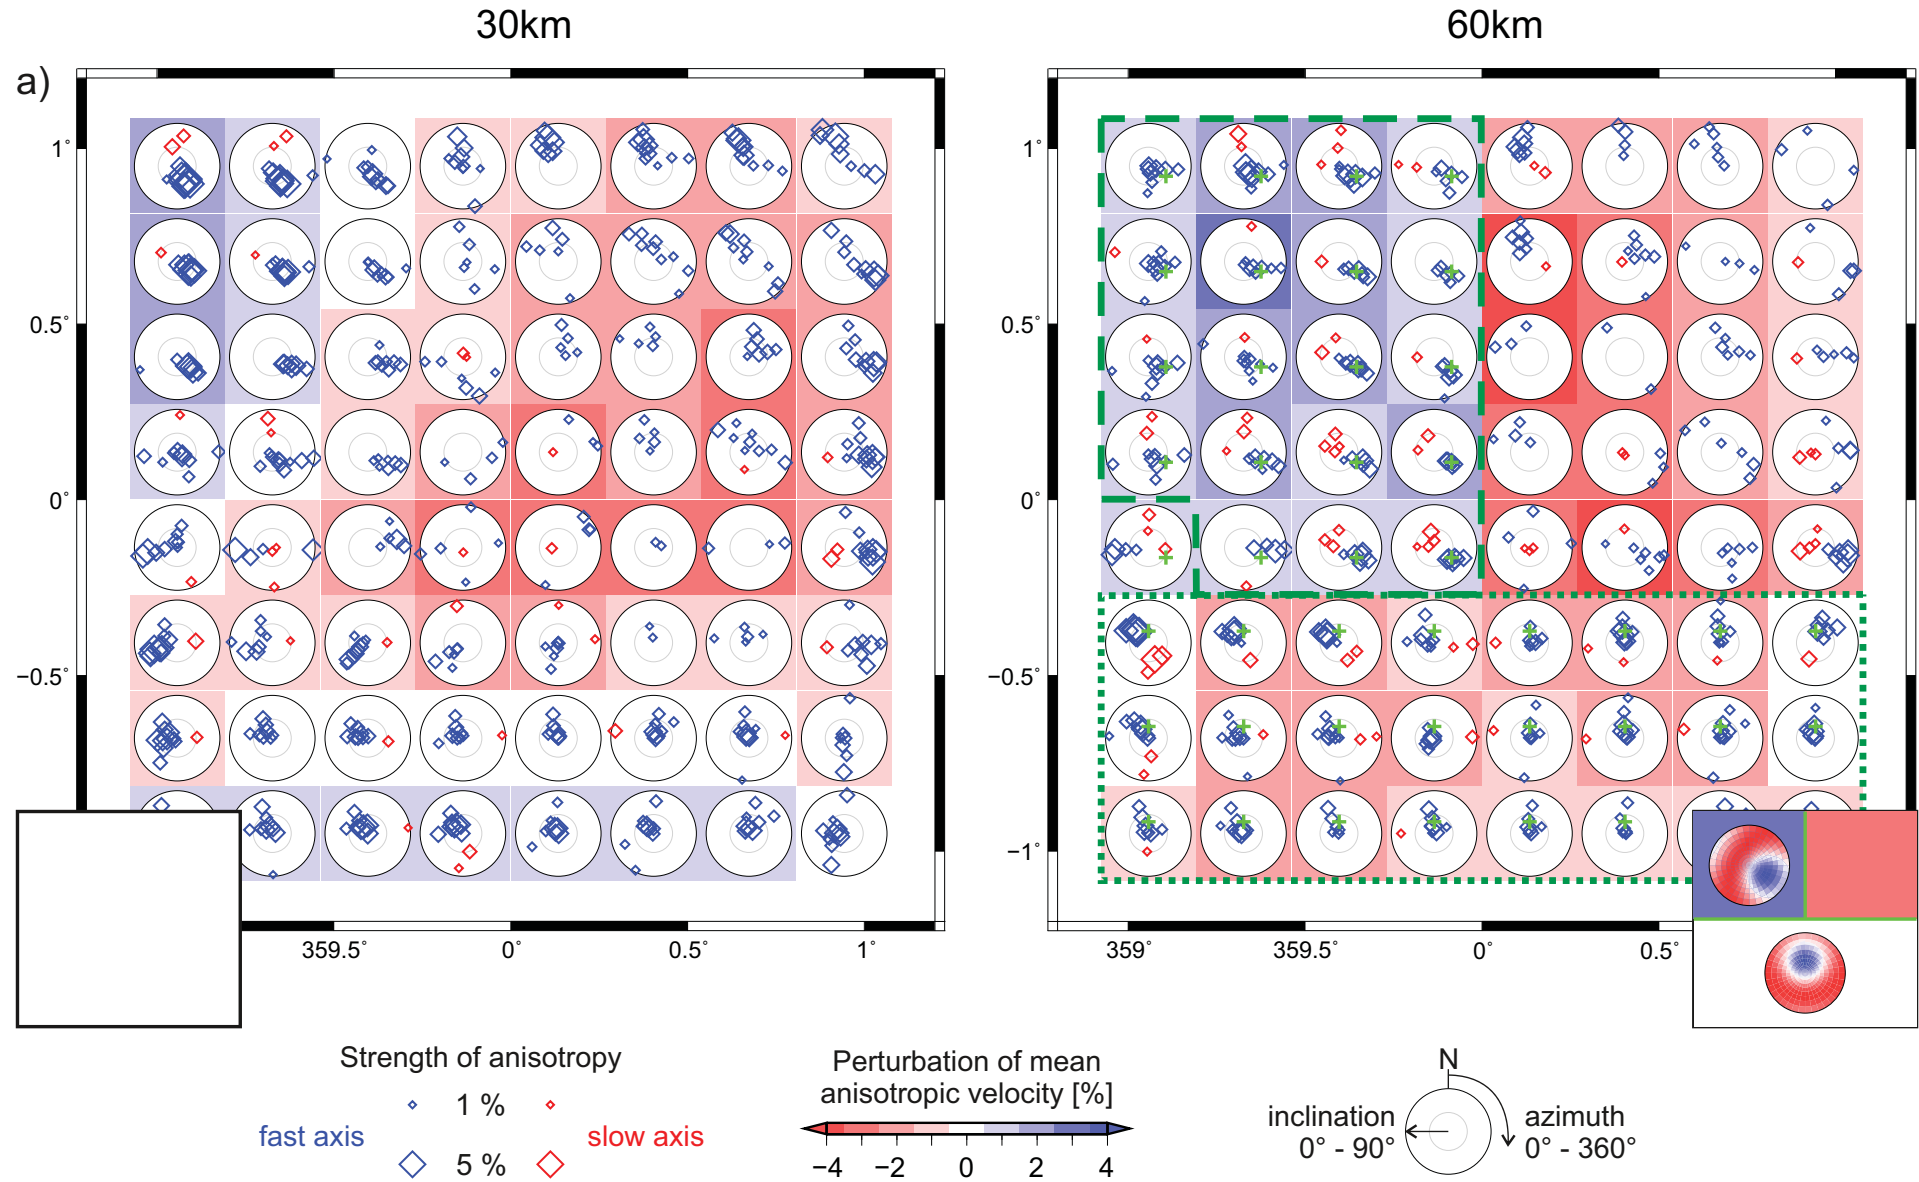 30km
60km
a)
1°
0.5°
0°
−0.5°
359.5°
0°
0.5°
1°
1°
0.5°
0°
−0.5°
−1°
359°
359.5°
0°
0.5°
Strength of anisotropy
1 %
fast axis
slow axis
5 %
Perturbation of mean
anisotropic velocity [%]
−4
−2
0
2
4
N
inclination
0° - 90°
azimuth
0° - 360°